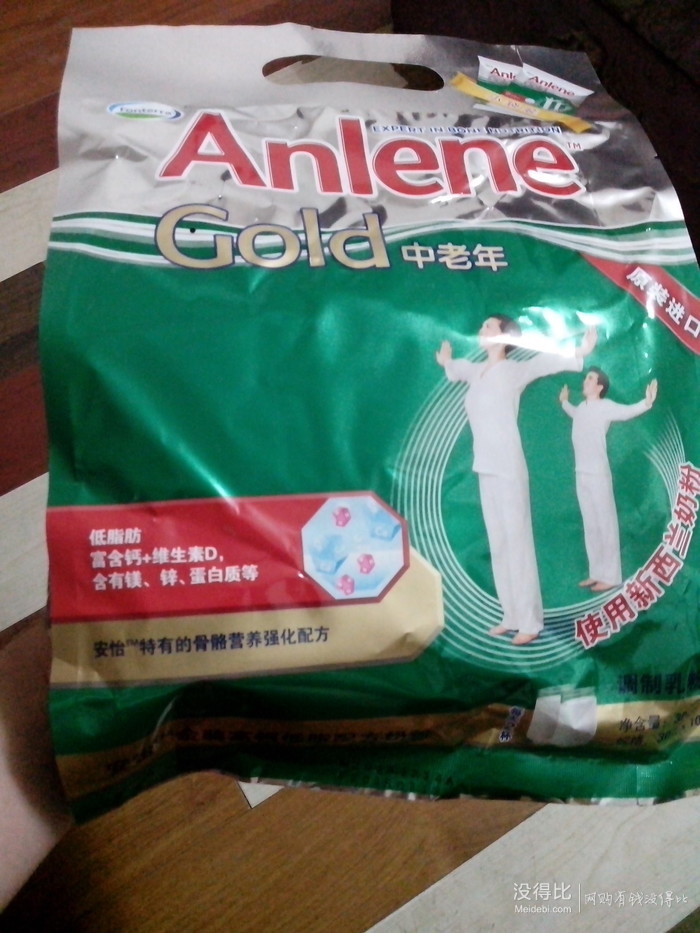 Anlene
Anlene
fonterra
EXPERT IN BONE NUTRITION
Anlene™
Gold 中老年
原装进口
低脂肪
富含钙+维生素D,
含有镁、锌、蛋白质等
安怡™特有的骨骼营养强化配方
使用新西兰奶粉
调制乳粉
净含量:
没得比
Meidebi.com
网购有钱没得比